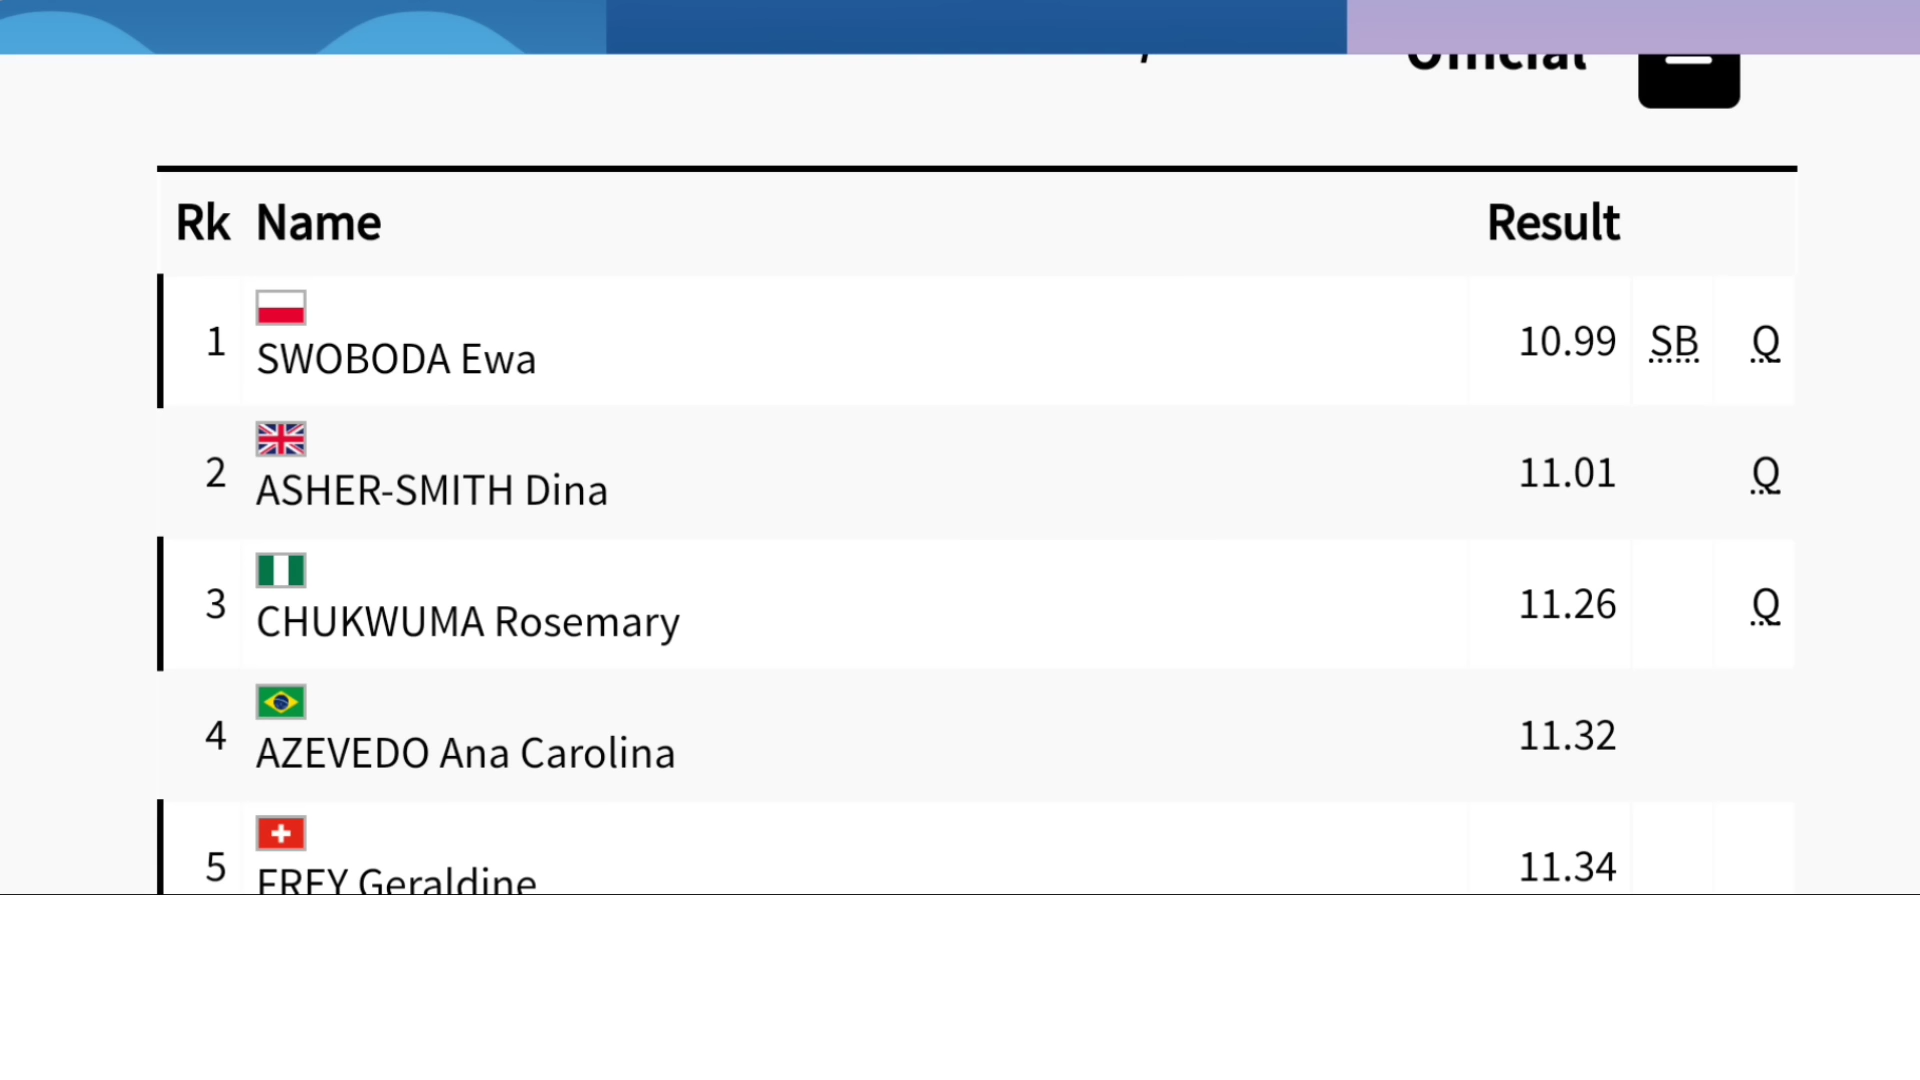 Official
Rk Name Result
1 SWOBODA Ewa 10.99 SB Q
2 ASHER-SMITH Dina 11.01 Q
3 CHUKWUMA Rosemary 11.26 Q
4 AZEVEDO Ana Carolina 11.32
5 FREY Geraldine 11.34